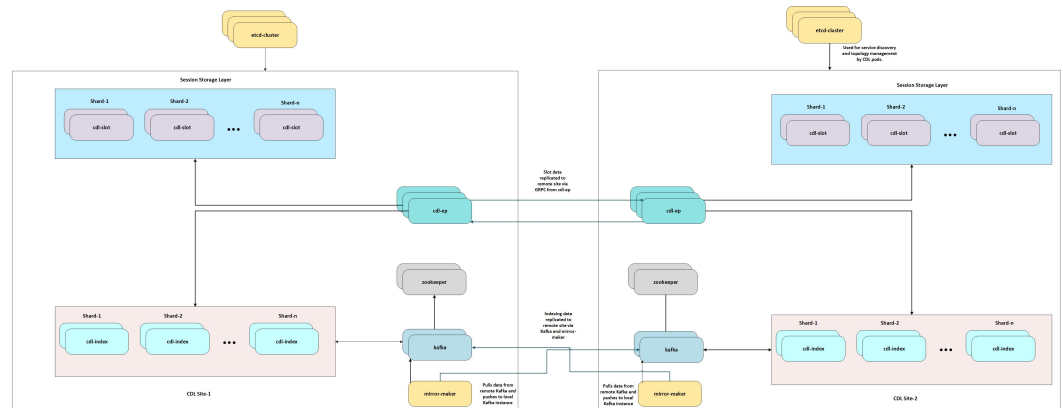 etcd-cluster
etcd-cluster
Used for service discovery
and topology management
by CDL pods.
Session Storage Layer
Shard-1
Shard-2
Shard-n
cdl-slot
cdl-slot
•••
cdl-slot
Session Storage Layer
Shard-1
Shard-2
Shard-n
cdl-slot
cdl-slot
•••
cdl-slot
Slot data
replicated to
remote site via
GRPC from cdl-ep
cdl-ep
cdl-ep
zookeeper
zookeeper
Shard-1
Shard-2
Shard-n
cdl-index
cdl-index
•••
cdl-index
Indexing data
replicated to
remote site via
Kafka and mirror-
maker
kafka
kafka
Shard-1
Shard-2
Shard-n
cdl-index
cdl-index
•••
cdl-index
CDL Site-1
mirror-maker
Pulls data from
remote Kafka and
pushes to local
Kafka Instance
Pulls data from
remote Kafka and
pushes to local
Kafka Instance
mirror-maker
CDL Site-2